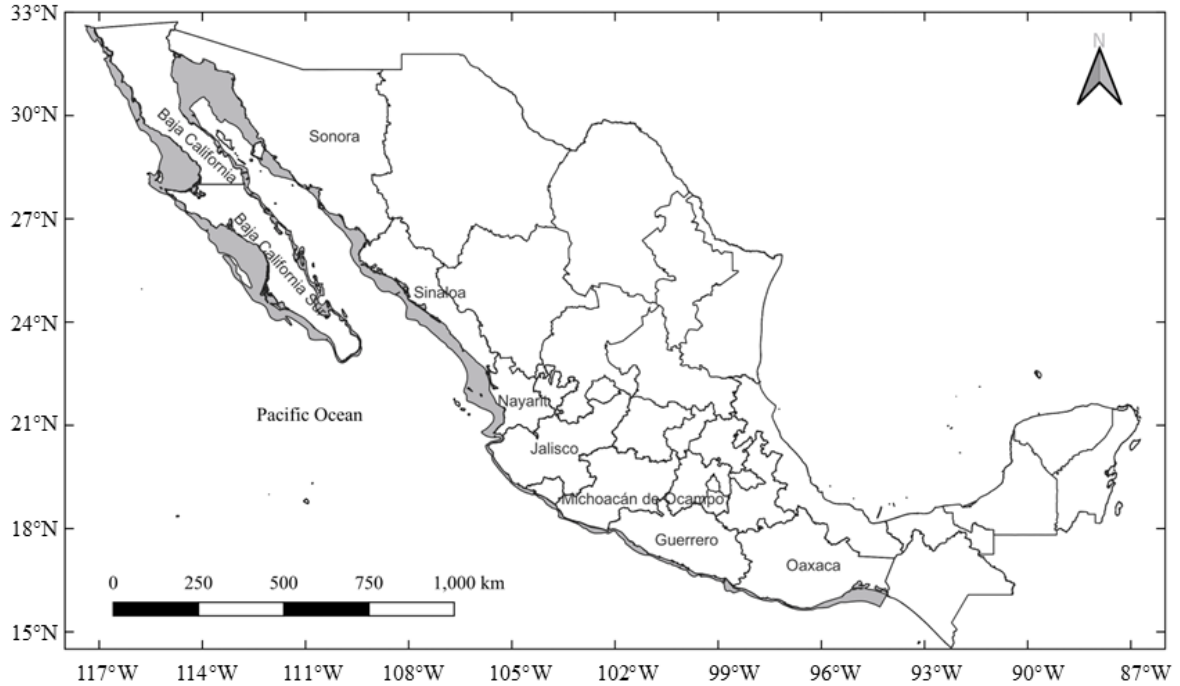 33°N
N
30°N
Baja California
Sonora
27°N
Baja California Sur
Sinaloa
24°N
Pacific Ocean
Nayarit
21°N
Jalisco
Michoacán de Ocampo
18°N
Guerrero
Oaxaca
0 250 500 750 1,000 km
15°N
117°W 114°W 111°W 108°W 105°W 102°W 99°W 96°W 93°W 90°W 87°W